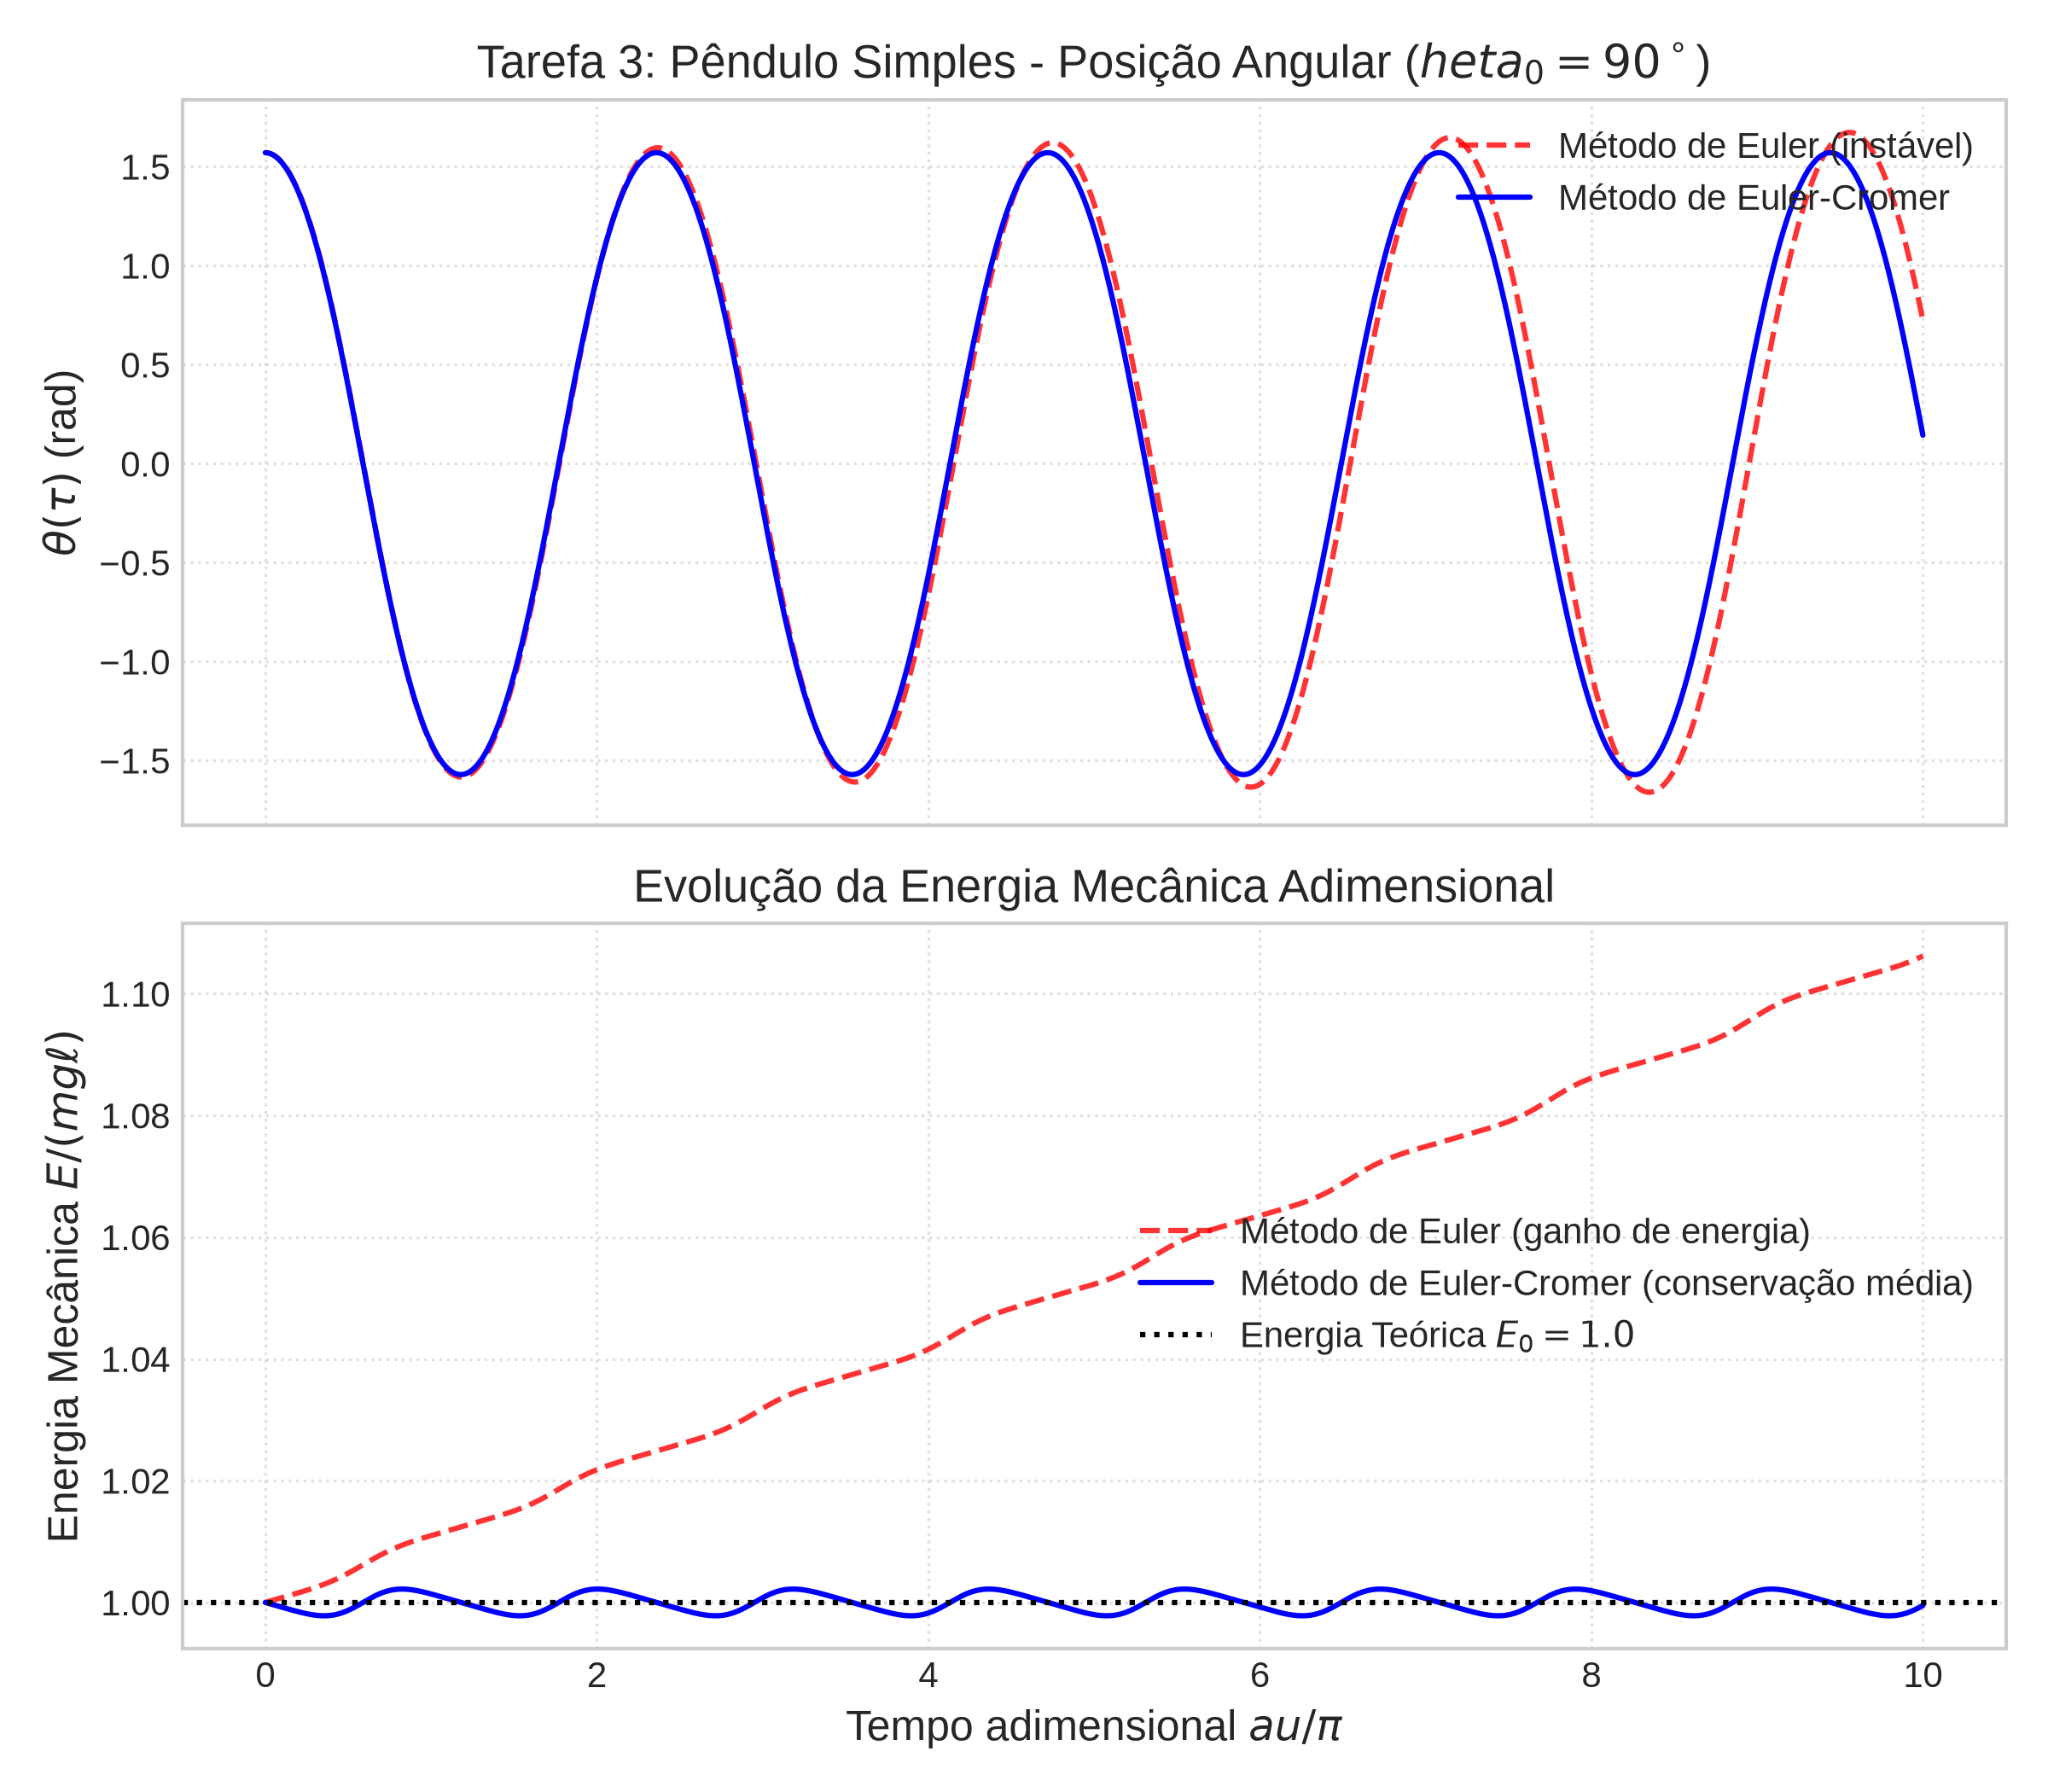 Tarefa 3: Pêndulo Simples - Posição Angular (heta₀ = 90°)
θ(τ) (rad)
1.5
1.0
0.5
0.0
−0.5
−1.0
−1.5
Método de Euler (instável)
Método de Euler-Cromer
Evolução da Energia Mecânica Adimensional
Energia Mecânica E/(mgℓ)
1.10
1.08
1.06
1.04
1.02
1.00
Método de Euler (ganho de energia)
Método de Euler-Cromer (conservação média)
Energia Teórica E₀ = 1.0
0 2 4 6 8 10
Tempo adimensional au/π